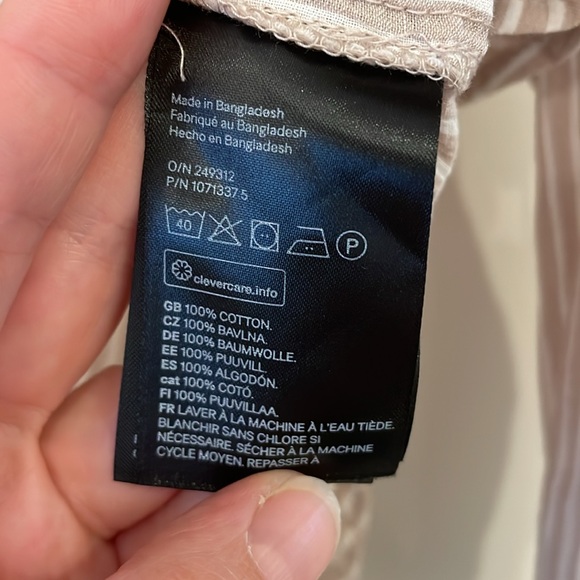 Made in Bangladesh
Fabriqué au Bangladesh
Hecho en Bangladesh
O/N 249312
P/N 1071337.5
40
P
clevercare.info
GB 100% COTTON.
CZ 100% BAVLNA.
DE 100% BAUMWOLLE.
EE 100% PUUVILL.
ES 100% ALGODÓN.
cat 100% COTÓ.
FI 100% PUUVILLAA.
FR LAVER À LA MACHINE À L'EAU TIÈDE.
BLANCHIR SANS CHLORE SI
NÉCESSAIRE. SÉCHER À LA MACHINE
CYCLE MOYEN. REPASSER À